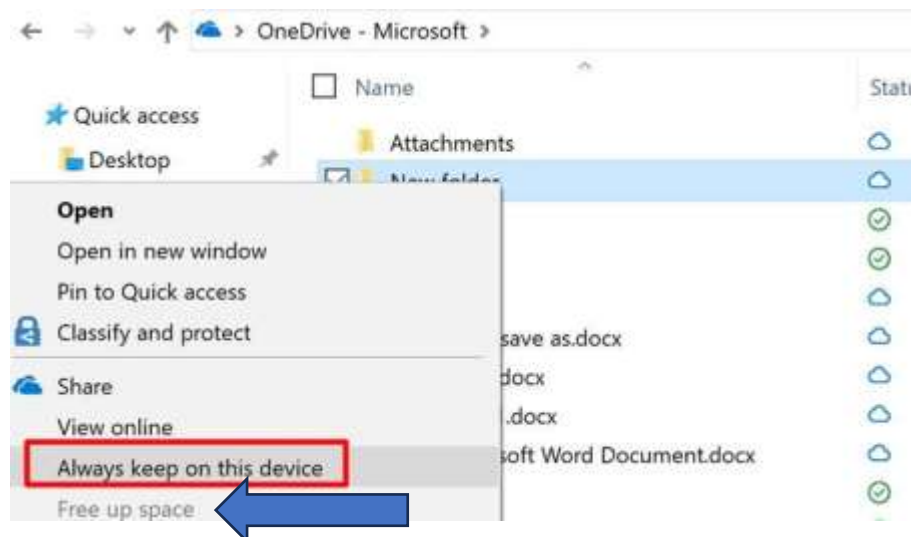 OneDrive - Microsoft
Name
Quick access
Attachments
Desktop
New folder
Open
Open in new window
Pin to Quick access
Classify and protect
save as.docx
docx
Share
.docx
View online
soft Word Document.docx
Always keep on this device
Free up space